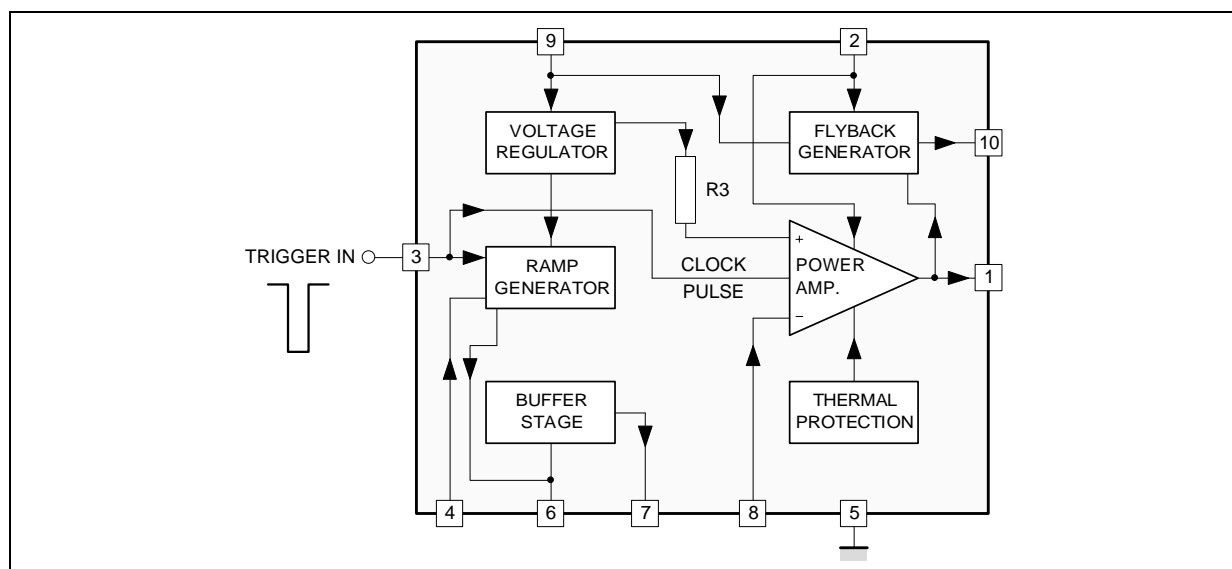 9
2
VOLTAGE
REGULATOR
FLYBACK
GENERATOR
10
R3
TRIGGER IN
3
RAMP
GENERATOR
CLOCK
PULSE
+
POWER
AMP.
−
1
BUFFER
STAGE
THERMAL
PROTECTION
4
6
7
8
5